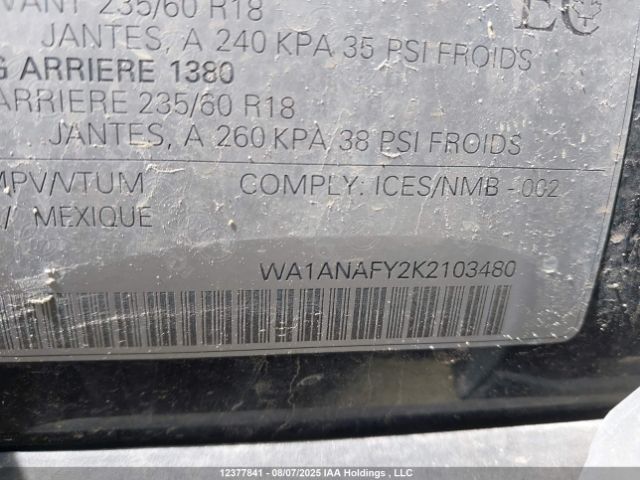 VANT 235/60 R18
JANTES, A 240 KPA 35 PSI FROIDS
G ARRIERE 1380
ARRIERE 235/60 R18
JANTES, A 260 KPA 38 PSI FROIDS
MPV/VTUM COMPLY: ICES/NMB - 002
/ MEXIQUE
WA1ANAFY2K2103480
12377841 - 08/07/2025 IAA Holdings , LLC